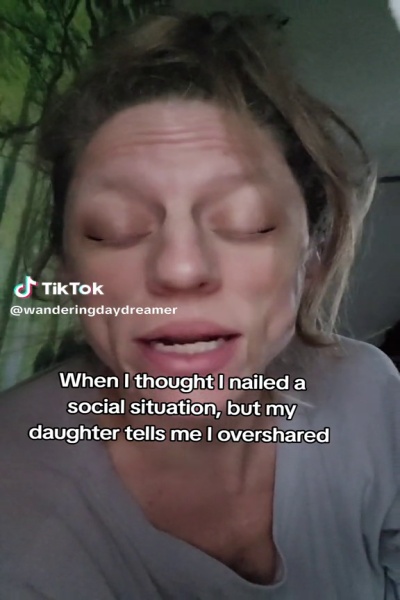 TikTok
@wanderingdaydreamer
When I thought I nailed a
social situation, but my
daughter tells me I overshared